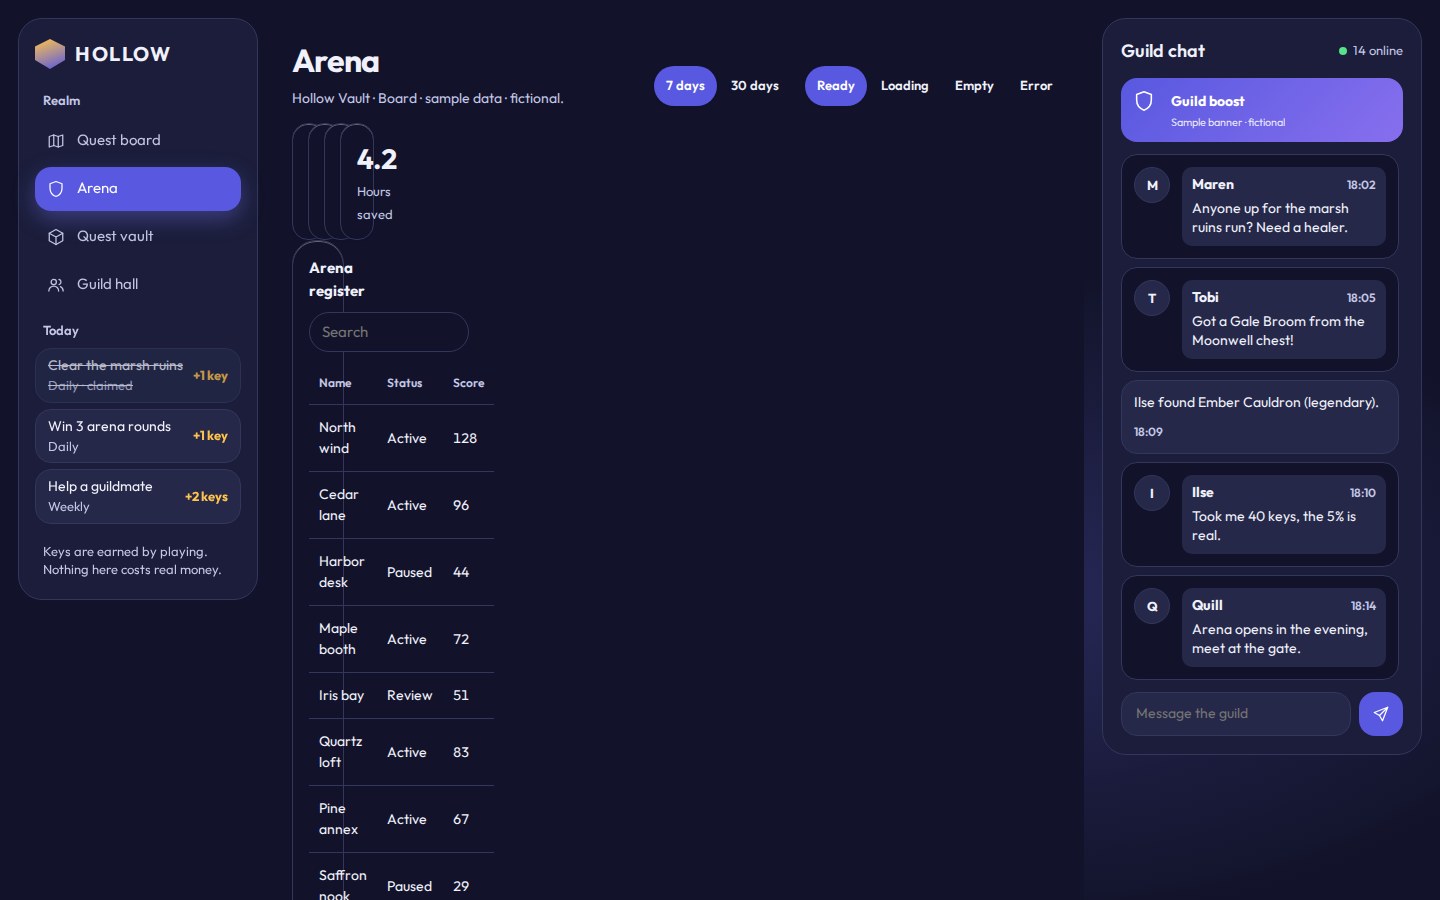 HOLLOW
Realm
Quest board
Arena
Quest vault
Guild hall
Today
Clear the marsh ruins
Daily · claimed
+1 key
Win 3 arena rounds
Daily
+1 key
Help a guildmate
Weekly
+2 keys
Keys are earned by playing.
Nothing here costs real money.
Arena
Hollow Vault · Board · sample data · fictional.
7 days
30 days
Ready
Loading
Empty
Error
4.2
Hours
saved
Arena
register
Search
Name Status Score
North
wind
Active 128
Cedar
lane
Active 96
Harbor
desk
Paused 44
Maple
booth
Active 72
Iris bay Review 51
Quartz
loft
Active 83
Pine
annex
Active 67
Saffron
nook
Paused 29
Guild chat
14 online
Guild boost
Sample banner · fictional
M
Maren 18:02
Anyone up for the marsh
ruins run? Need a healer.
T
Tobi 18:05
Got a Gale Broom from the
Moonwell chest!
Ilse found Ember Cauldron (legendary).
18:09
I
Ilse 18:10
Took me 40 keys, the 5% is
real.
Q
Quill 18:14
Arena opens in the evening,
meet at the gate.
Message the guild